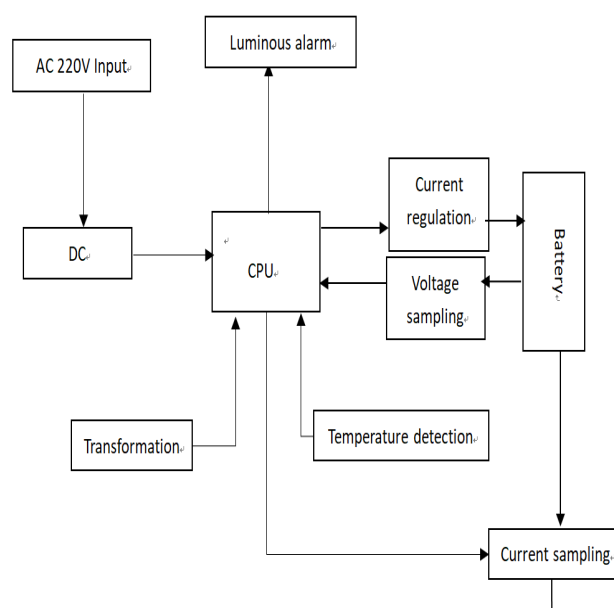 Luminous alarm
AC 220V Input
Current
regulation
Battery
DC
CPU
Voltage
sampling
Transformation
Temperature detection
Current sampling